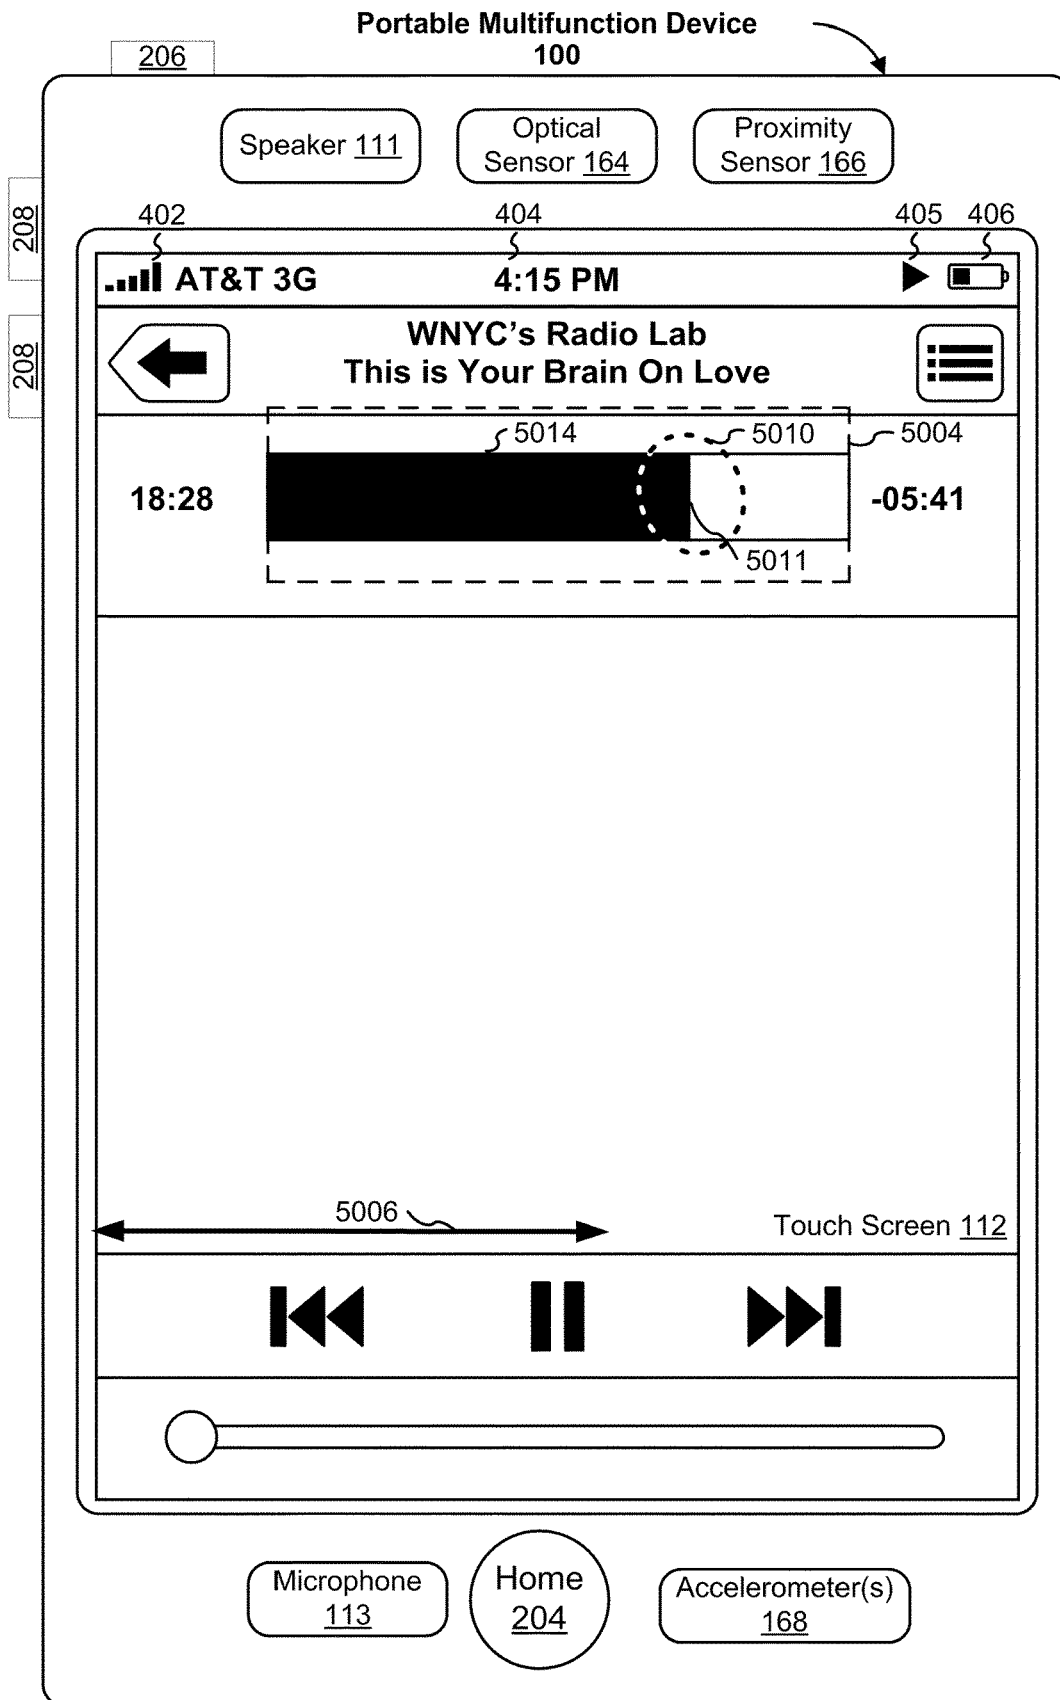 Portable Multifunction Device
100
206
Speaker 111
Optical
Sensor 164
Proximity
Sensor 166
208
208
402
404
405
406
AT&T 3G
4:15 PM
WNYC's Radio Lab
This is Your Brain On Love
5014
5010
5004
18:28
-05:41
5011
5006
Touch Screen 112
Microphone
113
Home
204
Accelerometer(s)
168